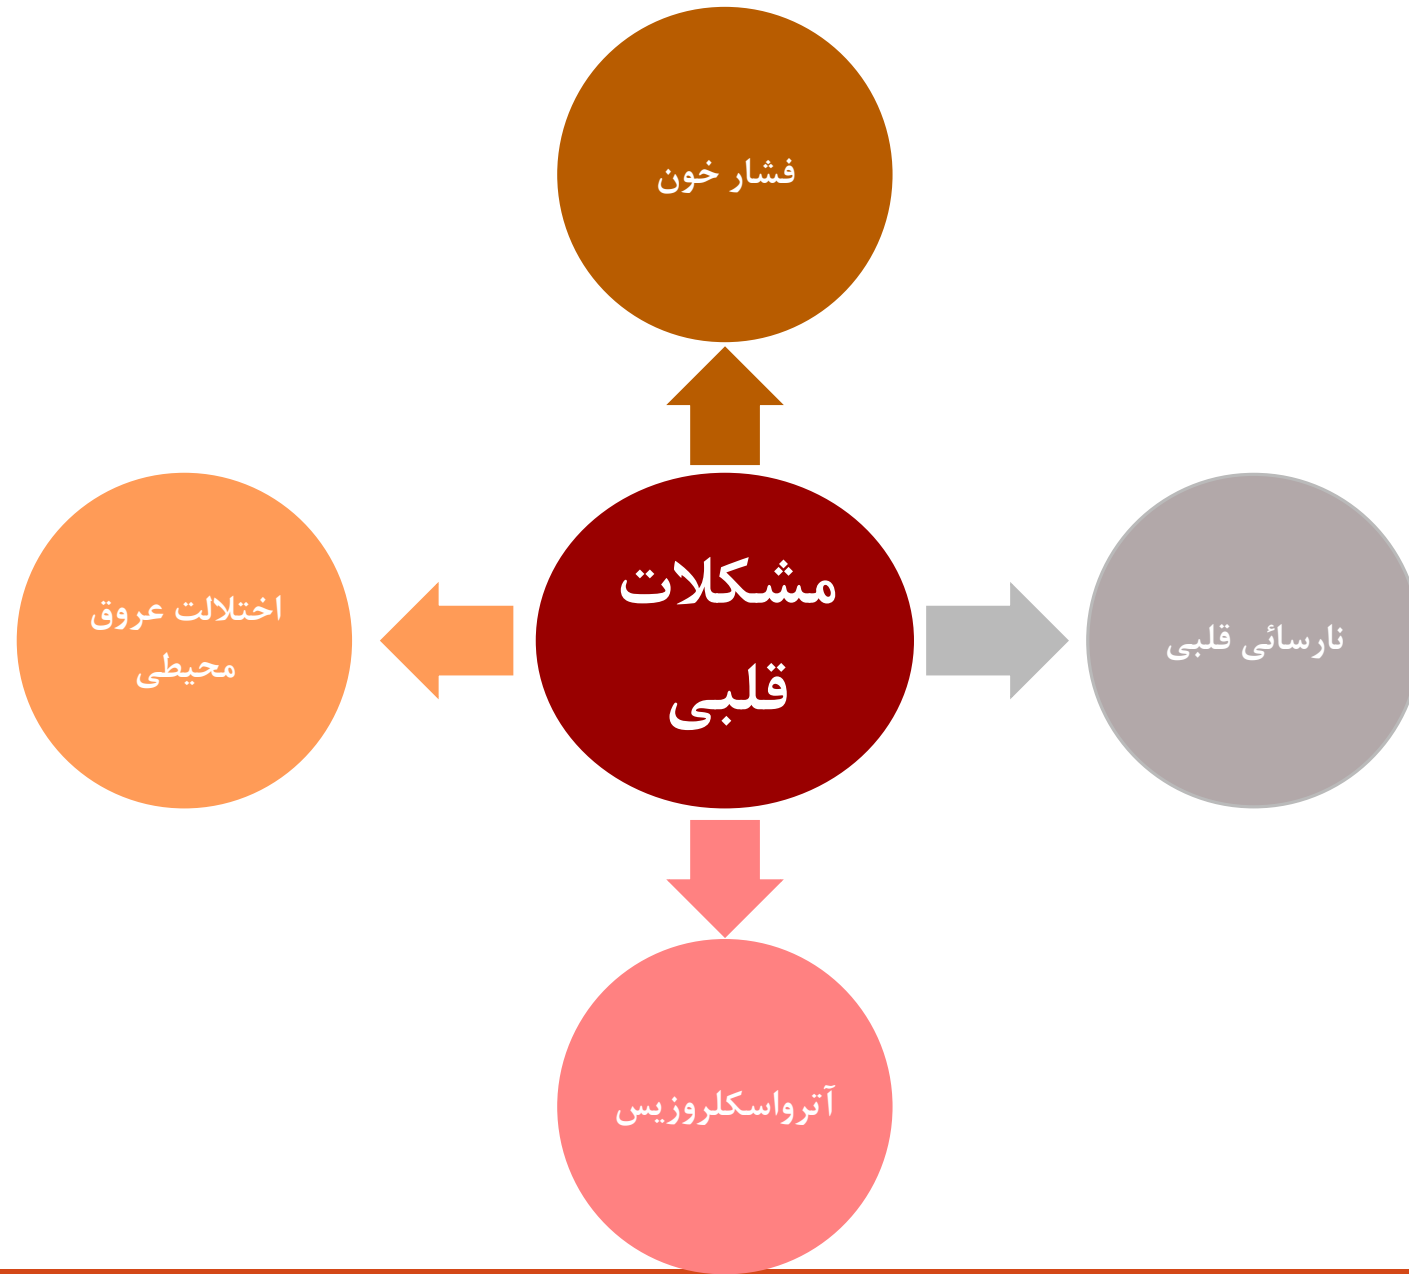 فشار خون
مشکلات
قلبی
نارسائی قلبی
اختلالت عروق
محیطی
آترواسکلروزیس